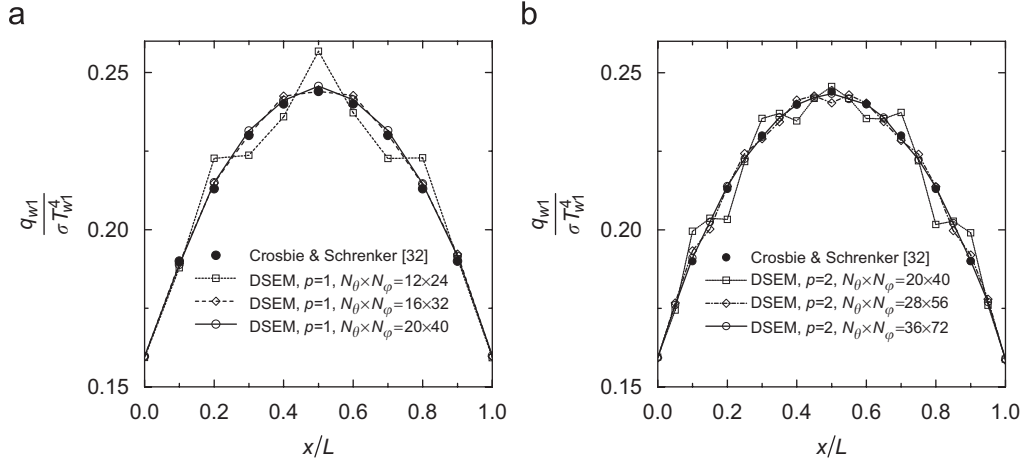 a
0.25
0.20
0.15
q_w1 / σ T_w1^4
Crosbie & Schrenker [32]
DSEM, p=1, N_θ×N_φ=12×24
DSEM, p=1, N_θ×N_φ=16×32
DSEM, p=1, N_θ×N_φ=20×40
0.0 0.2 0.4 0.6 0.8 1.0
x/L
b
0.25
0.20
0.15
q_w1 / σ T_w1^4
Crosbie & Schrenker [32]
DSEM, p=2, N_θ×N_φ=20×40
DSEM, p=2, N_θ×N_φ=28×56
DSEM, p=2, N_θ×N_φ=36×72
0.0 0.2 0.4 0.6 0.8 1.0
x/L